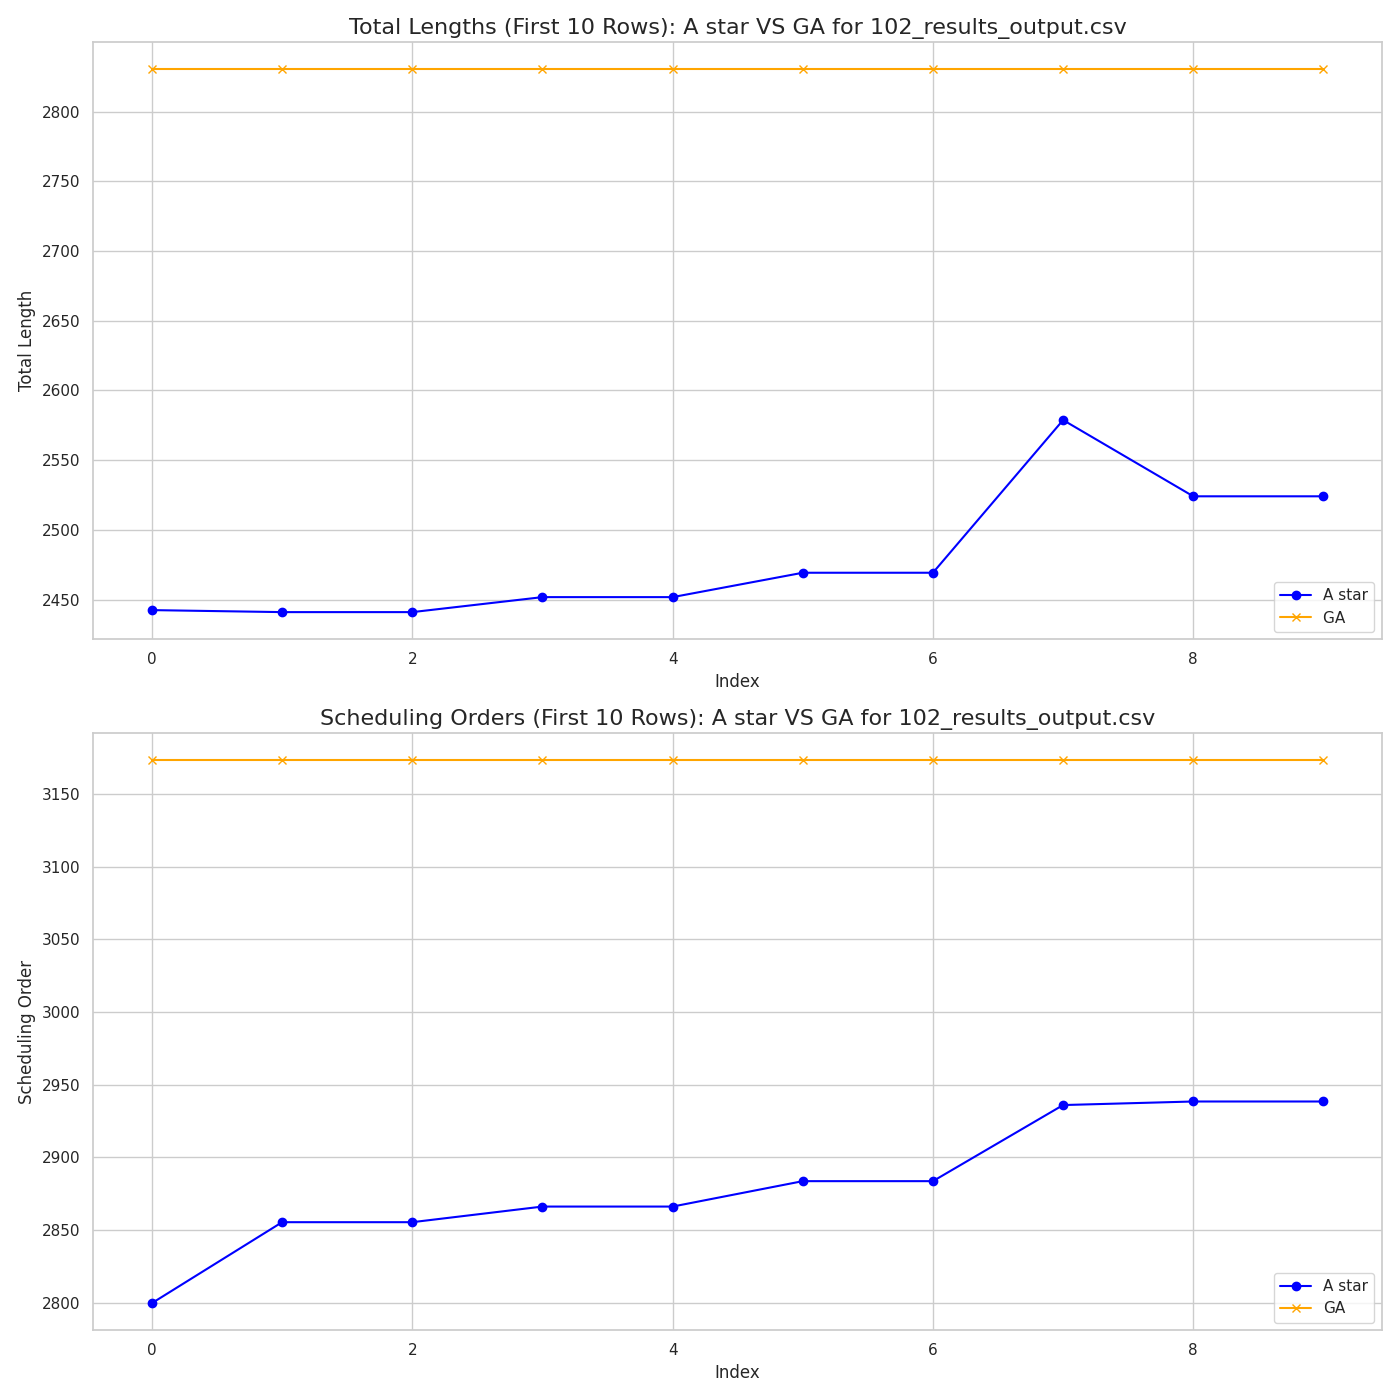 Total Lengths (First 10 Rows): A star VS GA for 102_results_output.csv
2800
2750
2700
2650
2600
2550
2500
2450
Total Length
A star
GA
0 2 4 6 8
Index
Scheduling Orders (First 10 Rows): A star VS GA for 102_results_output.csv
3150
3100
3050
3000
2950
2900
2850
2800
Scheduling Order
A star
GA
0 2 4 6 8
Index